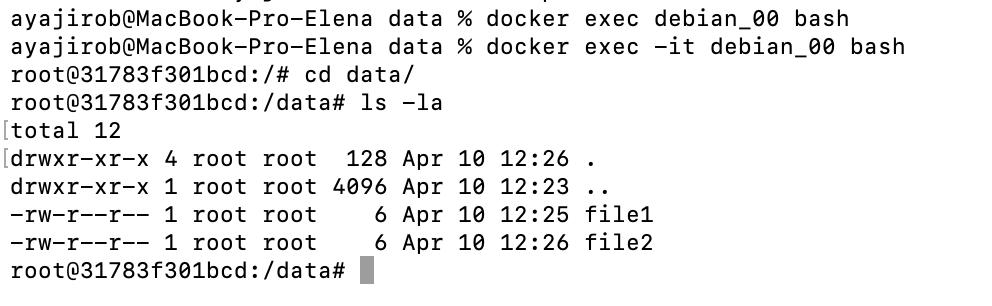 ayajirob@MacBook-Pro-Elena data % docker exec debian_00 bash
ayajirob@MacBook-Pro-Elena data % docker exec -it debian_00 bash
root@31783f301bcd:/# cd data/
root@31783f301bcd:/data# ls -la
[total 12
[drwxr-xr-x 4 root root  128 Apr 10 12:26 .
drwxr-xr-x 1 root root 4096 Apr 10 12:23 ..
-rw-r--r-- 1 root root    6 Apr 10 12:25 file1
-rw-r--r-- 1 root root    6 Apr 10 12:26 file2
root@31783f301bcd:/data#